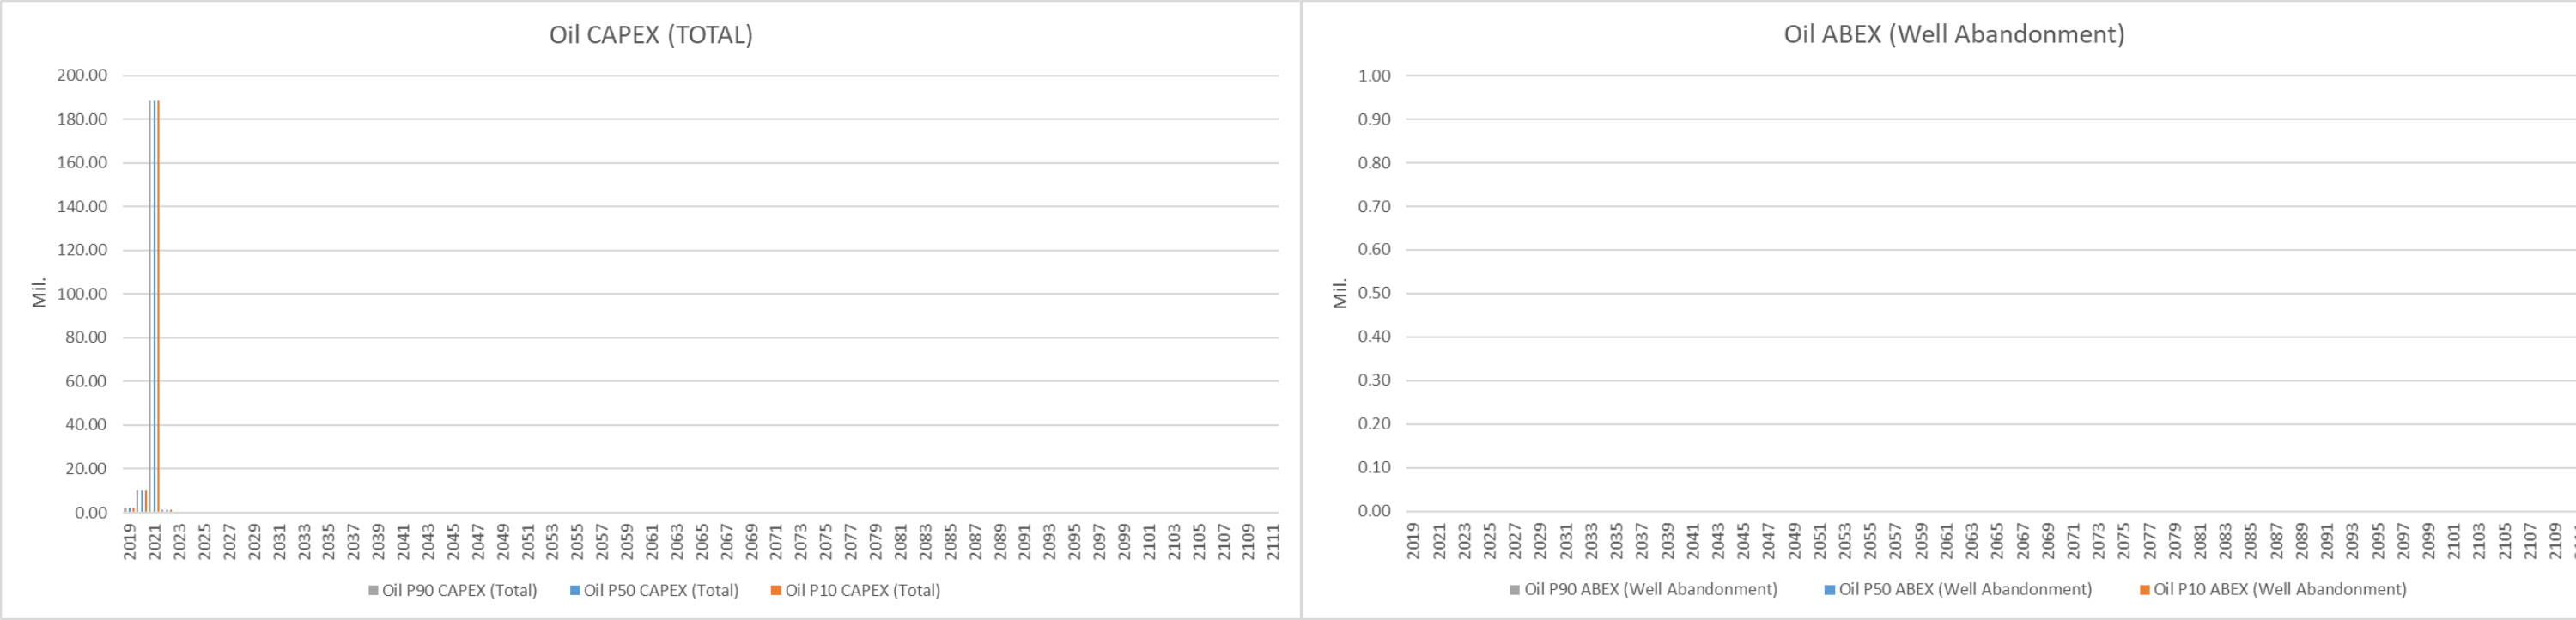 Oil CAPEX (TOTAL)
200.00
180.00
160.00
140.00
120.00
100.00
80.00
60.00
40.00
20.00
0.00
Mil.
2019 2021 2023 2025 2027 2029 2031 2033 2035 2037 2039 2041 2043 2045 2047 2049 2051 2053 2055 2057 2059 2061 2063 2065 2067 2069 2071 2073 2075 2077 2079 2081 2083 2085 2087 2089 2091 2093 2095 2097 2099 2101 2103 2105 2107 2109 2111
Oil P90 CAPEX (Total) Oil P50 CAPEX (Total) Oil P10 CAPEX (Total)
Oil ABEX (Well Abandonment)
1.00
0.90
0.80
0.70
0.60
0.50
0.40
0.30
0.20
0.10
0.00
Mil.
2019 2021 2023 2025 2027 2029 2031 2033 2035 2037 2039 2041 2043 2045 2047 2049 2051 2053 2055 2057 2059 2061 2063 2065 2067 2069 2071 2073 2075 2077 2079 2081 2083 2085 2087 2089 2091 2093 2095 2097 2099 2101 2103 2105 2107 2109
Oil P90 ABEX (Well Abandonment) Oil P50 ABEX (Well Abandonment) Oil P10 ABEX (Well Abandonment)